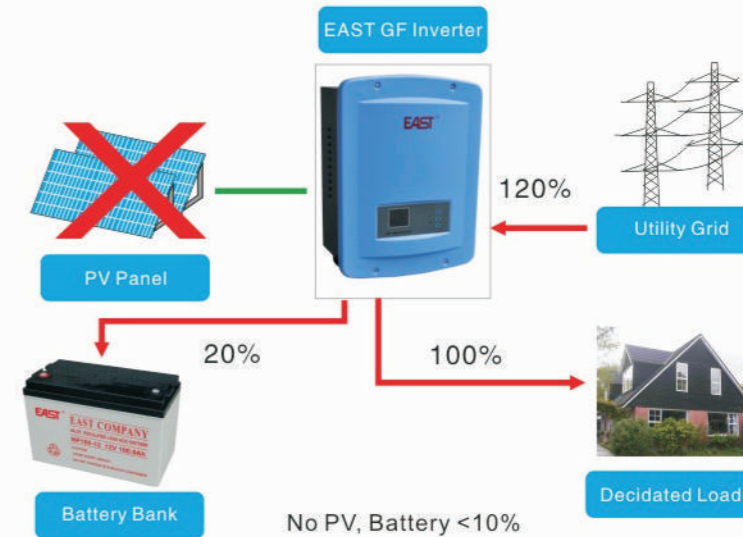 EAST GF Inverter
EAST
120%
Utility Grid
PV Panel
20%
100%
EAST
EAST COMPANY
Battery Bank
Decidated Load
No PV, Battery <10%